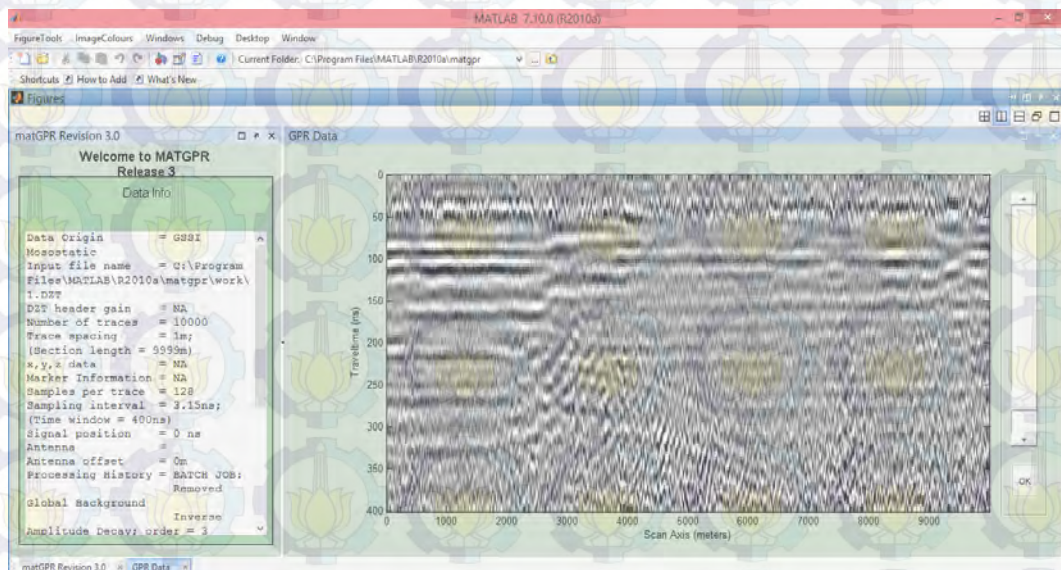 MATLAB 7.10.0 (R2010a)
FigureTools ImageColours Windows Debug Desktop Window
Current Folder: C:\Program Files\MATLAB\R2010a\matgpr
Shortcuts How to Add What's New
Figures
matGPR Revision 3.0
GPR Data
Welcome to MATGPR
Release 3
Data Info
Data Origin = GSSI
Monostatic
Input file name = C:\Program
Files\MATLAB\R2010a\matgpr\work\
1.DZT
DZT header gain = NA
Number of traces = 10000
Trace spacing = 1m;
(Section length = 9999m)
x,y,z data = NA
Marker Information = NA
Samples per trace = 128
Sampling interval = 3.15ns;
(Time window = 400ns)
Signal position = 0 ns
Antenna =
Antenna offset = 0m
Processing History = BATCH JOB;
Removed
Global Background
Inverse
Amplitude Decay; order = 3
0
50
100
150
200
250
300
350
400
Traveltime (ns)
0 1000 2000 3000 4000 5000 6000 7000 8000 9000
Scan Axis (meters)
OK
matGPR Revision 3.0
GPR Data